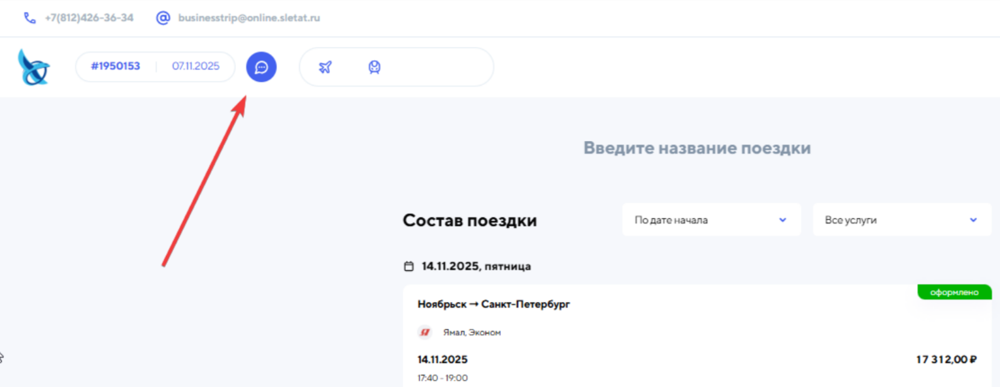 +7(812)426-36-34 businesstrip@online.sletat.ru
#1950153 07.11.2025
Введите название поездки
Состав поездки По дате начала Все услуги
14.11.2025, пятница
оформлено
Ноябрьск → Санкт-Петербург
Я Ямал, Эконом
14.11.2025 17 312,00 ₽
17:40 - 19:00